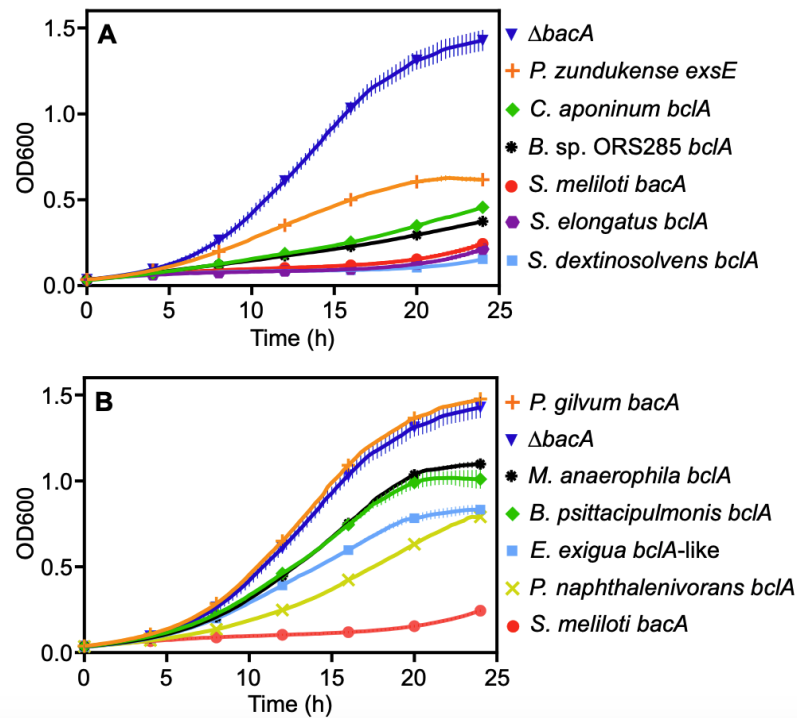 A
1.5
1.0
0.5
0.0
OD600
0 5 10 15 20 25
Time (h)
ΔbacA
P. zundukense exsE
C. aponinum bclA
B. sp. ORS285 bclA
S. meliloti bacA
S. elongatus bclA
S. dextinosolvens bclA
B
1.5
1.0
0.5
0.0
OD600
0 5 10 15 20 25
Time (h)
P. gilvum bacA
ΔbacA
M. anaerophila bclA
B. psittacipulmonis bclA
E. exigua bclA-like
P. naphthalenivorans bclA
S. meliloti bacA